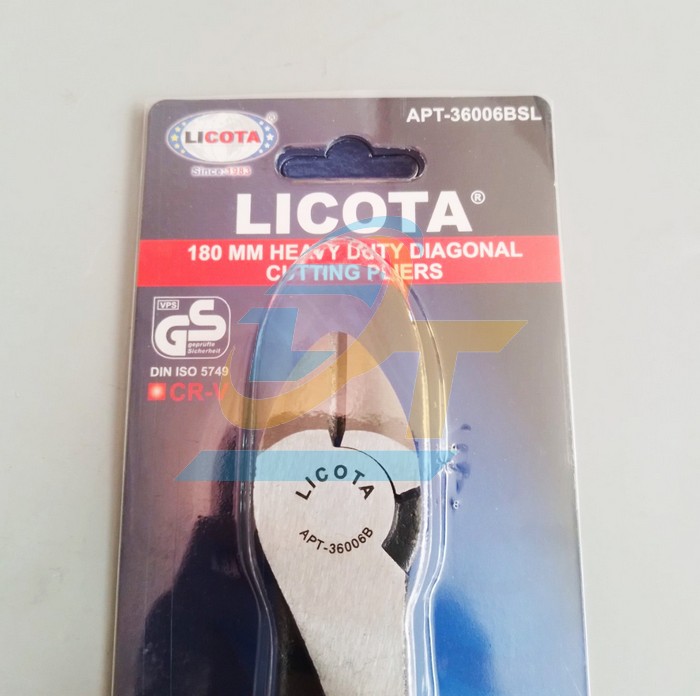 LICOTA
Since:1983
APT-36006BSL
LICOTA®
180 MM HEAVY DUTY DIAGONAL
CUTTING PLIERS
VPS
GS
geprüfte
Sicherheit
DIN ISO 5749
CR-V
LICOTA
APT-36006B